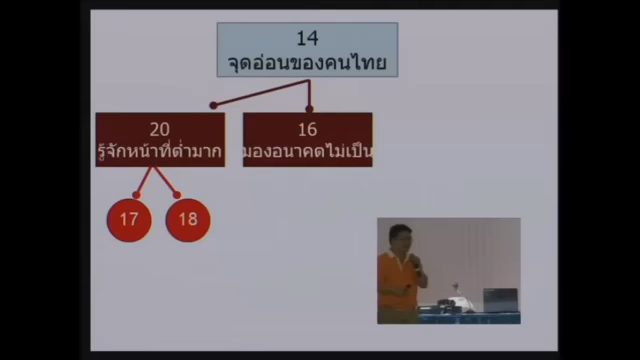 14
จุดอ่อนของคนไทย
20
รู้จักหน้าที่ต่ำมาก
16
มองอนาคตไม่เป็น
17
18